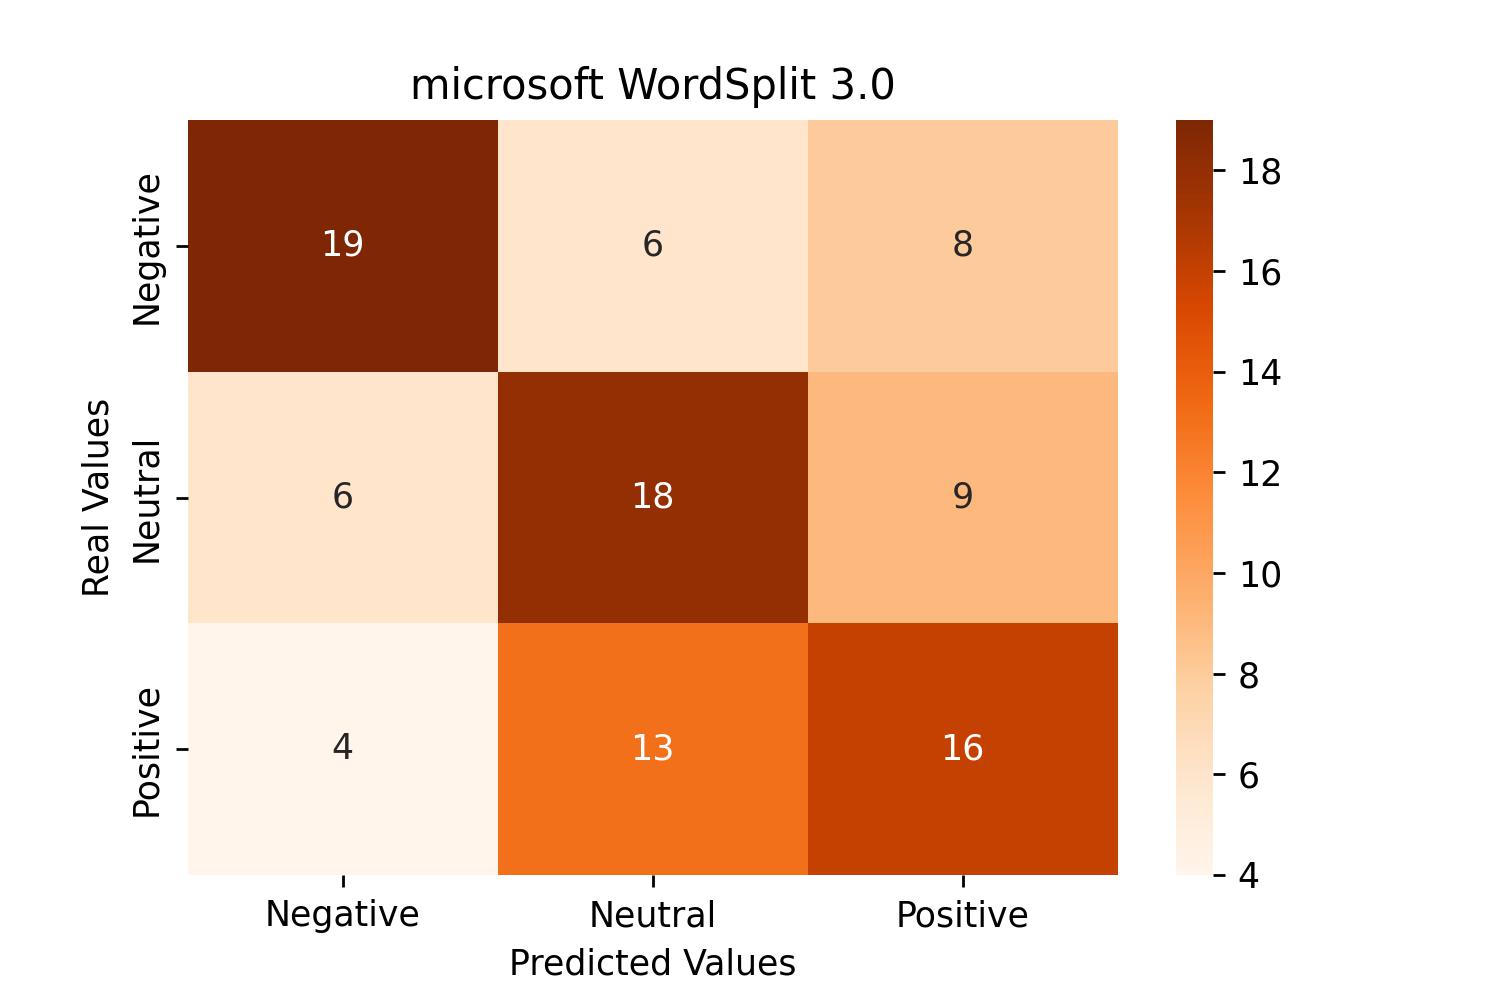 microsoft WordSplit 3.0
Real Values
Negative
19
6
8
Neutral
6
18
9
Positive
4
13
16
Negative
Neutral
Positive
Predicted Values
18
16
14
12
10
8
6
4